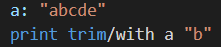 a: "abcde"
print trim/with a "b"